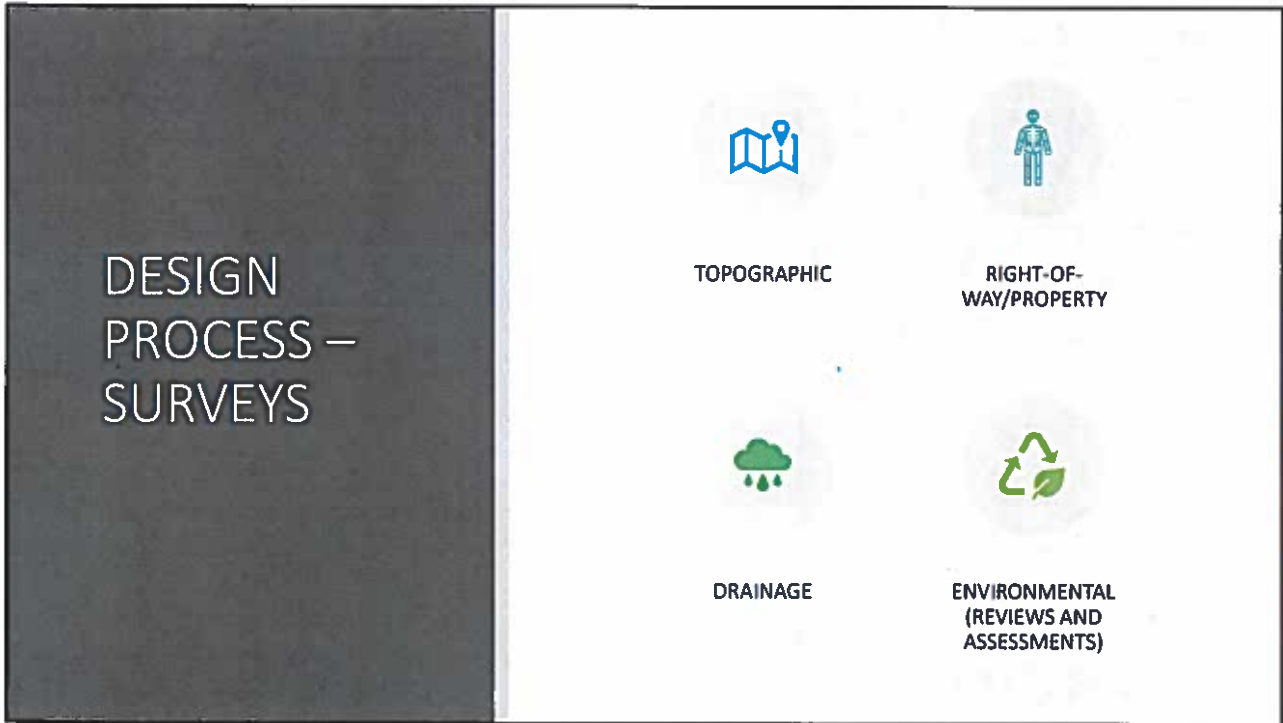 DESIGN
PROCESS –
SURVEYS
TOPOGRAPHIC
RIGHT-OF-
WAY/PROPERTY
DRAINAGE
ENVIRONMENTAL
(REVIEWS AND
ASSESSMENTS)